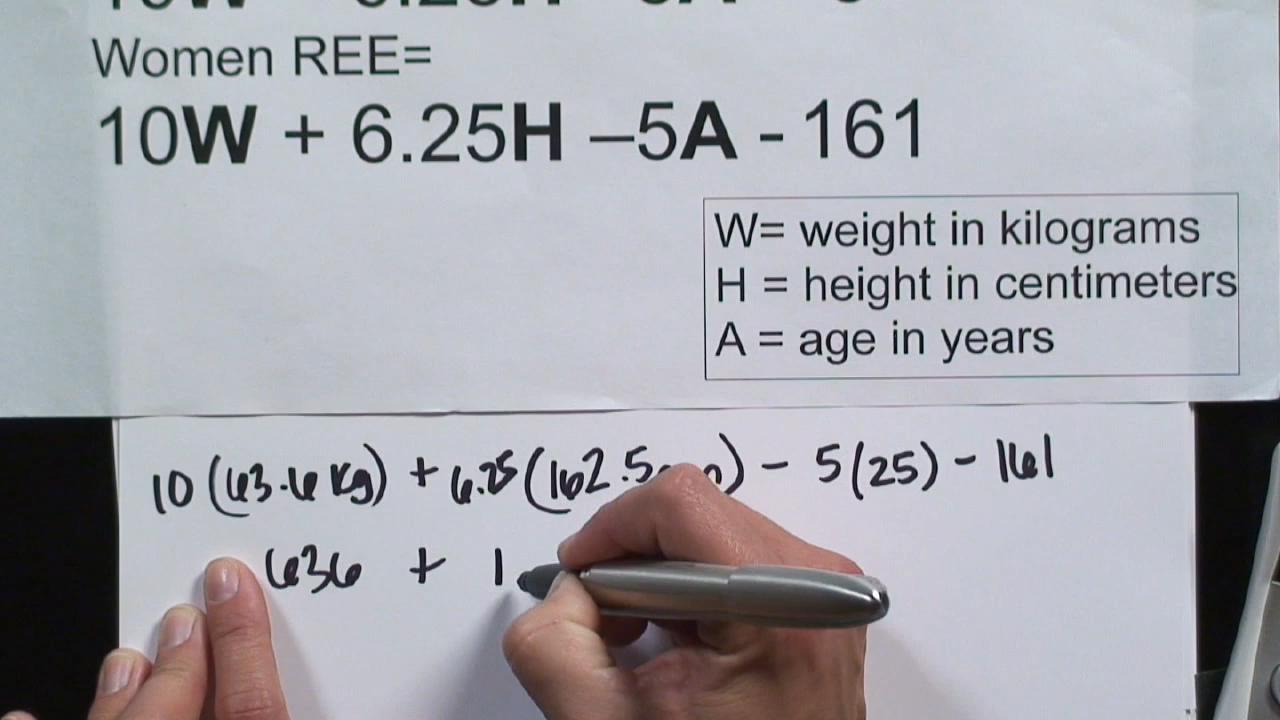 Women REE=
10W + 6.25H –5A - 161
W= weight in kilograms
H = height in centimeters
A = age in years
10 (63.6 kg) + 6.25 (162.5 ) - 5(25) - 161
636 + 1